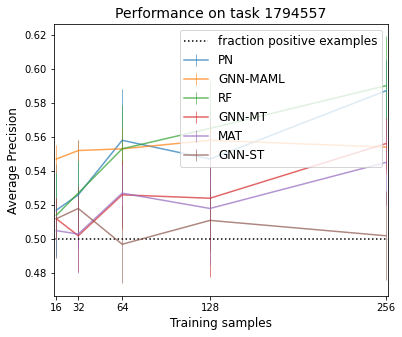 Performance on task 1794557
fraction positive examples
PN
GNN-MAML
RF
GNN-MT
MAT
GNN-ST
Average Precision
0.62
0.60
0.58
0.56
0.54
0.52
0.50
0.48
16 32 64 128 256
Training samples